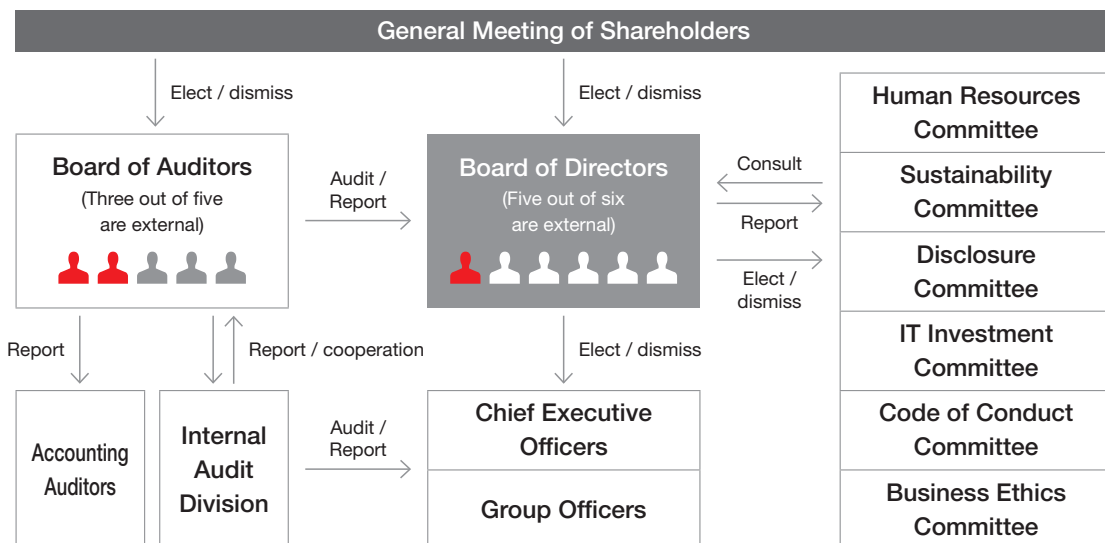 General Meeting of Shareholders
Elect / dismiss
Elect / dismiss
Board of Auditors
(Three out of five
are external)
Audit /
Report
Board of Directors
(Five out of six
are external)
Consult
Report
Elect /
dismiss
Human Resources
Committee
Sustainability
Committee
Disclosure
Committee
IT Investment
Committee
Code of Conduct
Committee
Business Ethics
Committee
Report
Report / cooperation
Elect / dismiss
Accounting
Auditors
Internal
Audit
Division
Audit /
Report
Chief Executive
Officers
Group Officers